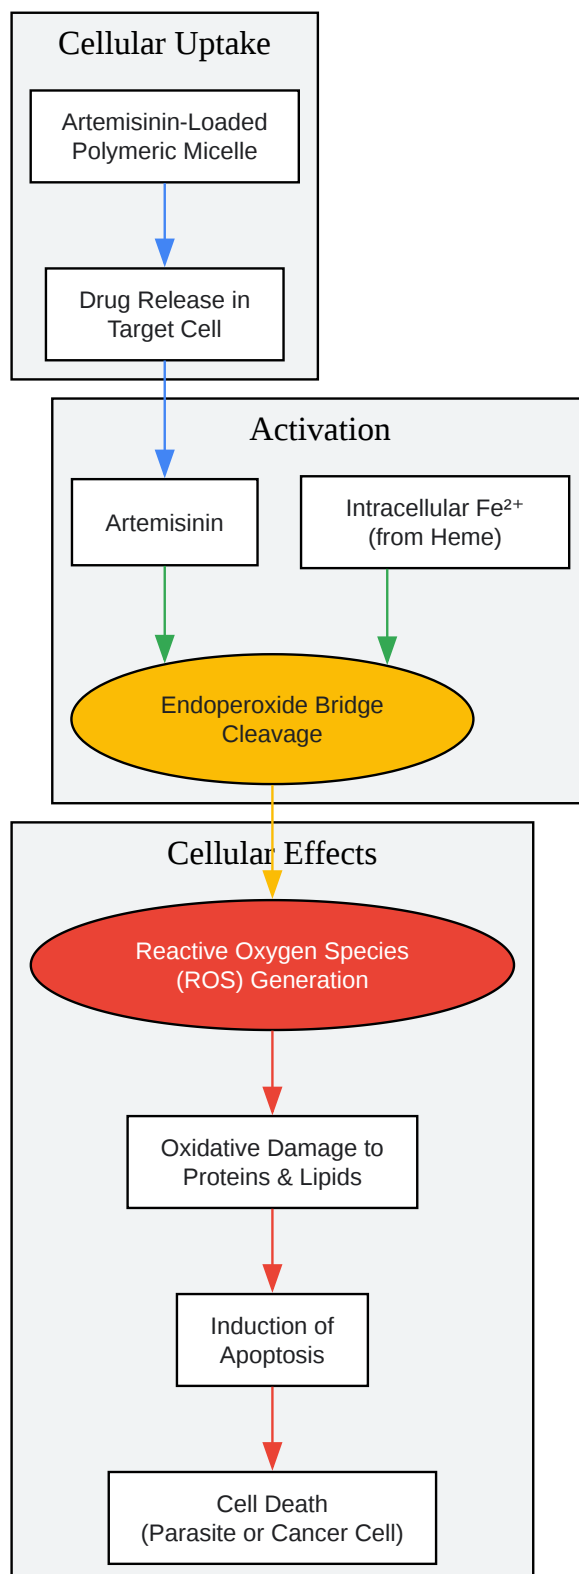 Cellular Uptake
Artemisinin-Loaded
Polymeric Micelle
Drug Release in
Target Cell
Activation
Artemisinin
Intracellular Fe²⁺
(from Heme)
Endoperoxide Bridge
Cleavage
Cellular Effects
Reactive Oxygen Species
(ROS) Generation
Oxidative Damage to
Proteins & Lipids
Induction of
Apoptosis
Cell Death
(Parasite or Cancer Cell)